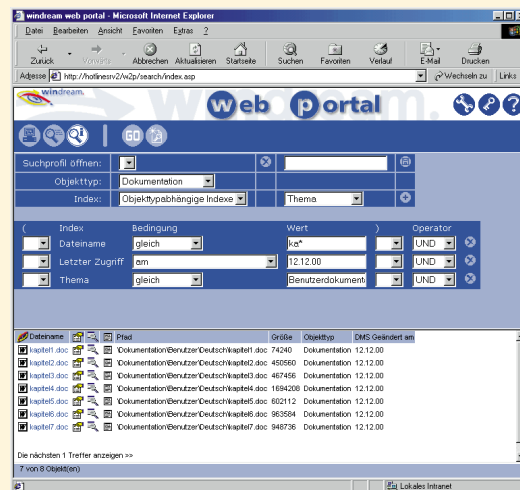 windream web portal - Microsoft Internet Explorer
Datei Bearbeiten Ansicht Favoriten Extras ?
Zurück Vorwärts Abbrechen Aktualisieren Startseite Suchen Favoriten Verlauf E-Mail Drucken
Adresse http://hotlinesrv2/w2p/search/index.asp Wechseln zu Links
windream. Web Portal
GO
Suchprofil öffnen:
Objekttyp: Dokumentation
Index: Objekttypabhängige Indexe Thema
( Index Bedingung Wert ) Operator
Dateiname gleich ka* UND
Letzter Zugriff am 12.12.00 UND
Thema gleich Benutzerdokument UND
Dateiname Pfad Größe Objekttyp DMS Geändert am
kapitel1.doc \Dokumentation\Benutzer\Deutsch\kapitel1.doc 74240 Dokumentation 12.12.00
kapitel2.doc \Dokumentation\Benutzer\Deutsch\kapitel2.doc 450560 Dokumentation 12.12.00
kapitel3.doc \Dokumentation\Benutzer\Deutsch\kapitel3.doc 467456 Dokumentation 12.12.00
kapitel4.doc \Dokumentation\Benutzer\Deutsch\kapitel4.doc 1694208 Dokumentation 12.12.00
kapitel5.doc \Dokumentation\Benutzer\Deutsch\kapitel5.doc 602112 Dokumentation 12.12.00
kapitel6.doc \Dokumentation\Benutzer\Deutsch\kapitel6.doc 963584 Dokumentation 12.12.00
kapitel7.doc \Dokumentation\Benutzer\Deutsch\kapitel7.doc 948736 Dokumentation 12.12.00
Die nächsten 1 Treffer anzeigen >>
7 von 8 Objekt(en)
Lokales Intranet